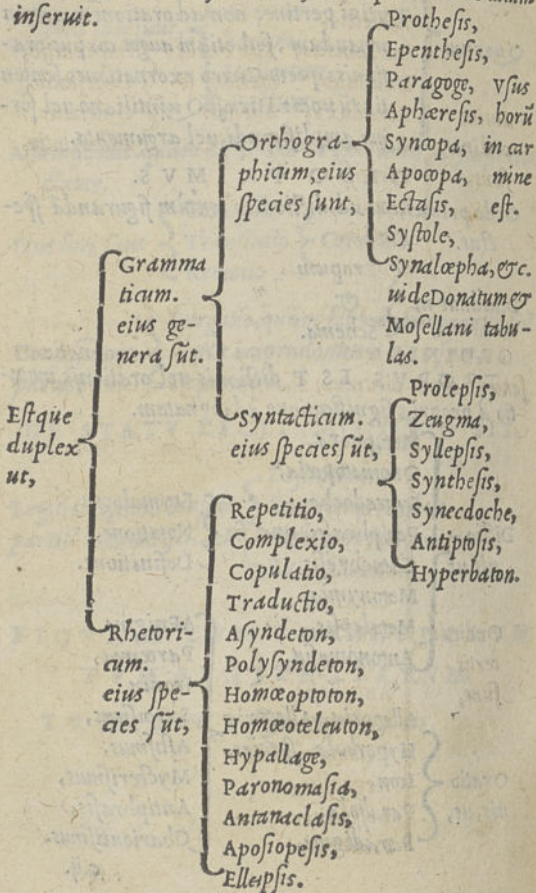 inseruit.
Estque
duplex
ut,
Gramma
ticum.
eius ge-
nera sũt.
Orthogra-
phicum, eius
species sunt,
Prothesis,
Epenthesis,
Paragoge, vsus
Aphæresis, horũ
Syncopa, in car
Apocopa, mine
Ectasis, est.
Systole,
Synalœpha, &c.
uide Donatum &
Mosellani tabu-
las.
Syntacticum.
eius species sũt,
Prolepsis,
Zeugma,
Syllepsis,
Synthesis,
Synecdoche,
Antiptosis,
Hyperbaton.
Rhetori-
cum.
eius spe-
cies sũt,
Repetitio,
Complexio,
Copulatio,
Traductio,
Asyndeton,
Polysyndeton,
Homœoptoton,
Homœoteleuton,
Hypallage,
Paronomasia,
Antanaclasis,
Aposiopesis,
Ellepsis.